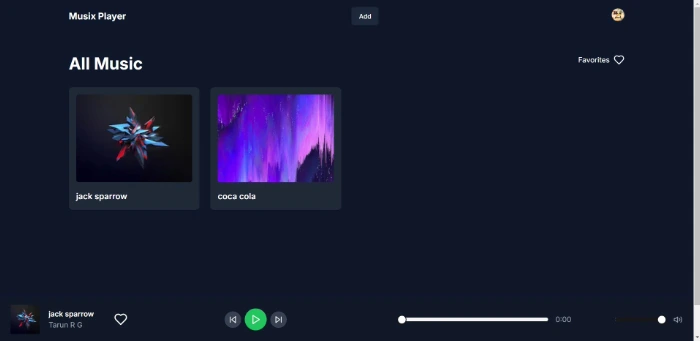 Musix Player
Add
All Music
Favorites
jack sparrow
coca cola
jack sparrow
Tarun R G
0:00